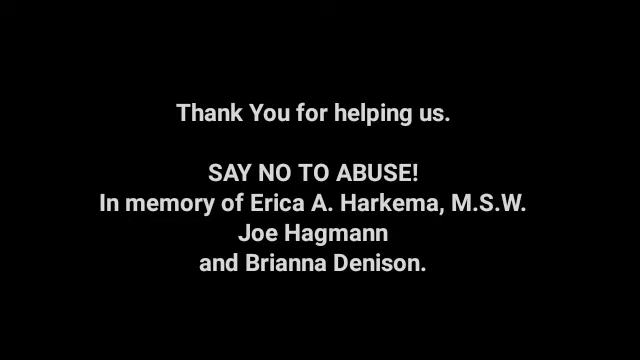 Thank You for helping us.
SAY NO TO ABUSE!
In memory of Erica A. Harkema, M.S.W.
Joe Hagmann
and Brianna Denison.